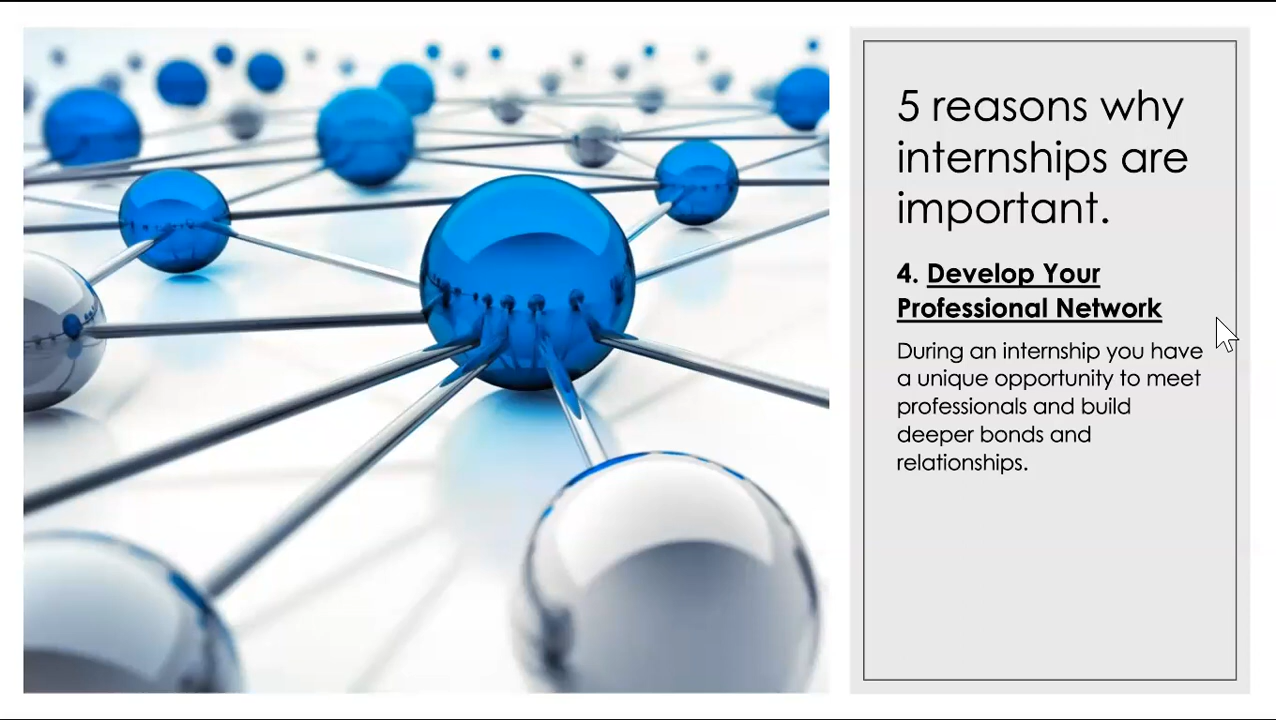 5 reasons why
internships are
important.
4. Develop Your
Professional Network
During an internship you have
a unique opportunity to meet
professionals and build
deeper bonds and
relationships.